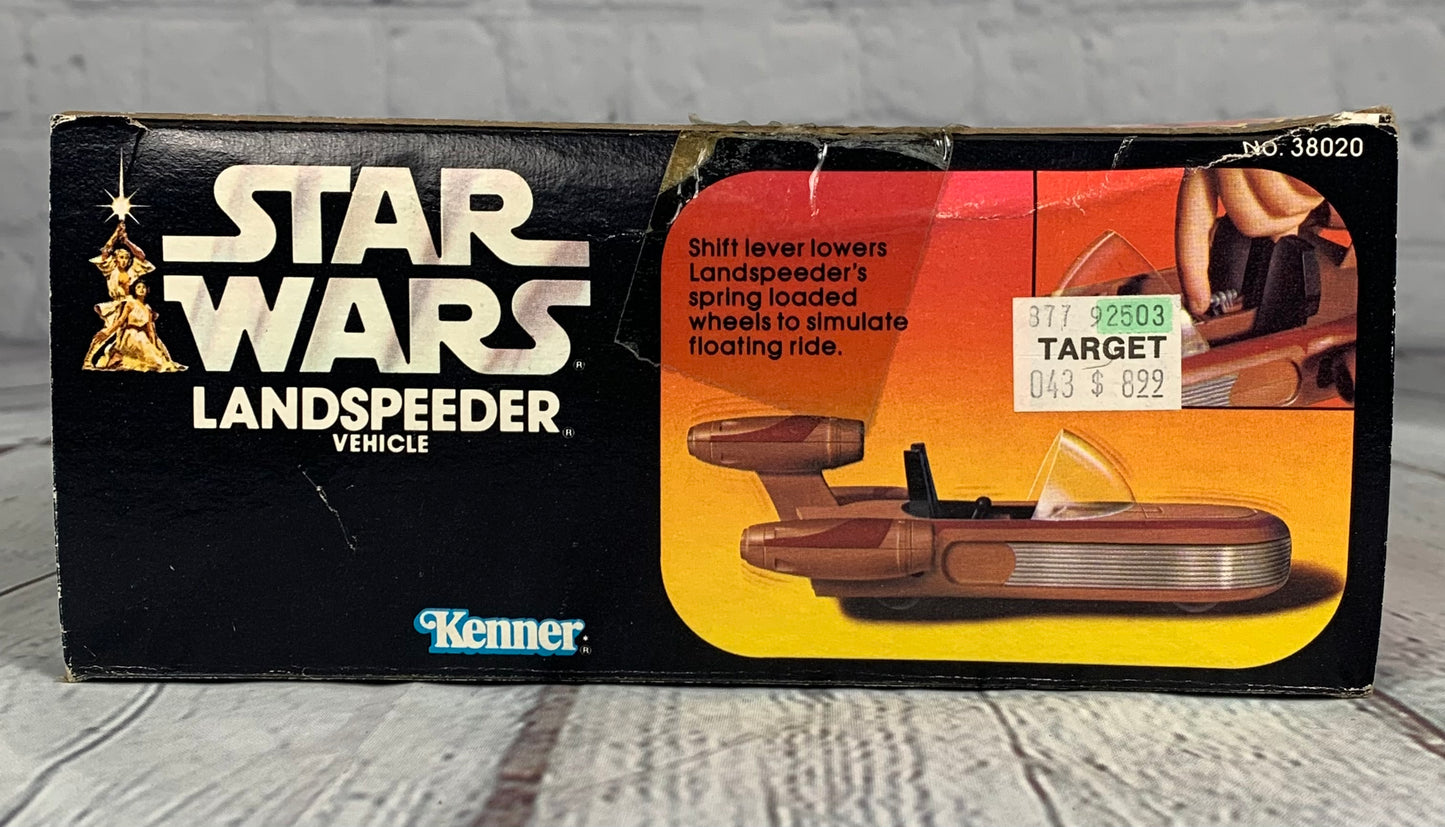 STAR
WARS®
LANDSPEEDER®
VEHICLE
Kenner®
NO. 38020
Shift lever lowers
Landspeeder's
spring loaded
wheels to simulate
floating ride.
877 92503
TARGET
043 $ 822